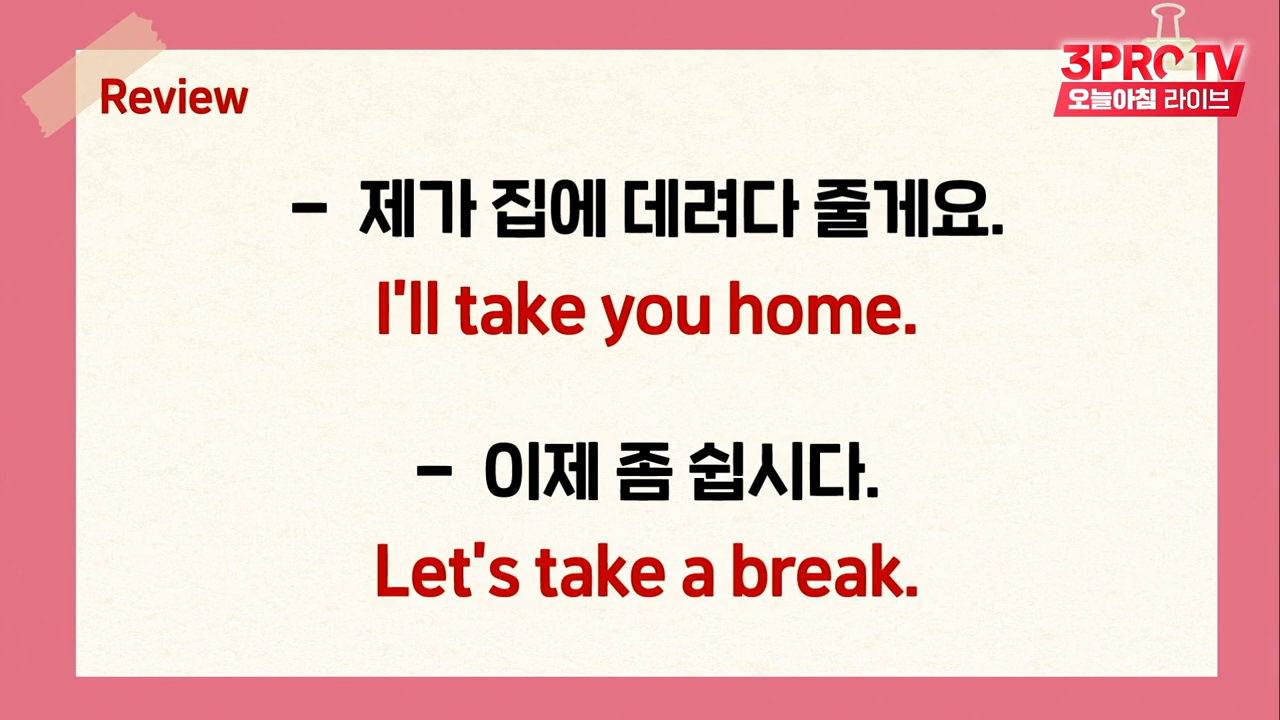 3PROTV
오늘아침 라이브
Review
- 제가 집에 데려다 줄게요.
I'll take you home.
- 이제 좀 쉽시다.
Let's take a break.